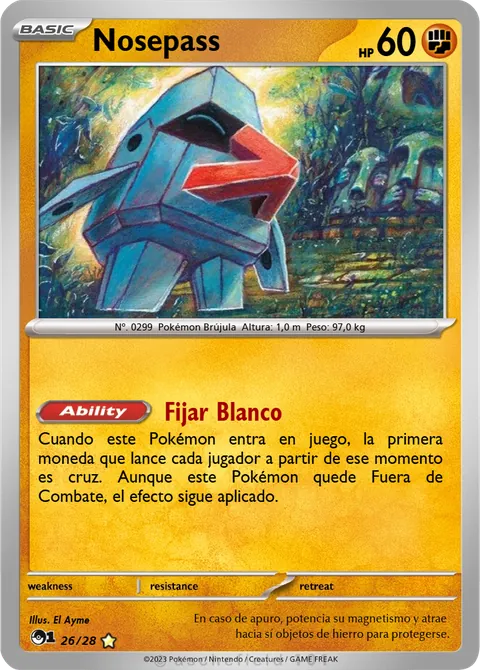 BASIC
Nosepass
HP 60
Nº. 0299 Pokémon Brújula Altura: 1,0 m Peso: 97,0 kg
Ability Fijar Blanco
Cuando este Pokémon entra en juego, la primera
moneda que lance cada jugador a partir de ese momento
es cruz. Aunque este Pokémon quede Fuera de
Combate, el efecto sigue aplicado.
weakness resistance retreat
Illus. El Ayme
En caso de apuro, potencia su magnetismo y atrae
hacia sí objetos de hierro para protegerse.
1 26/28
©2023 Pokémon / Nintendo / Creatures / GAME FREAK